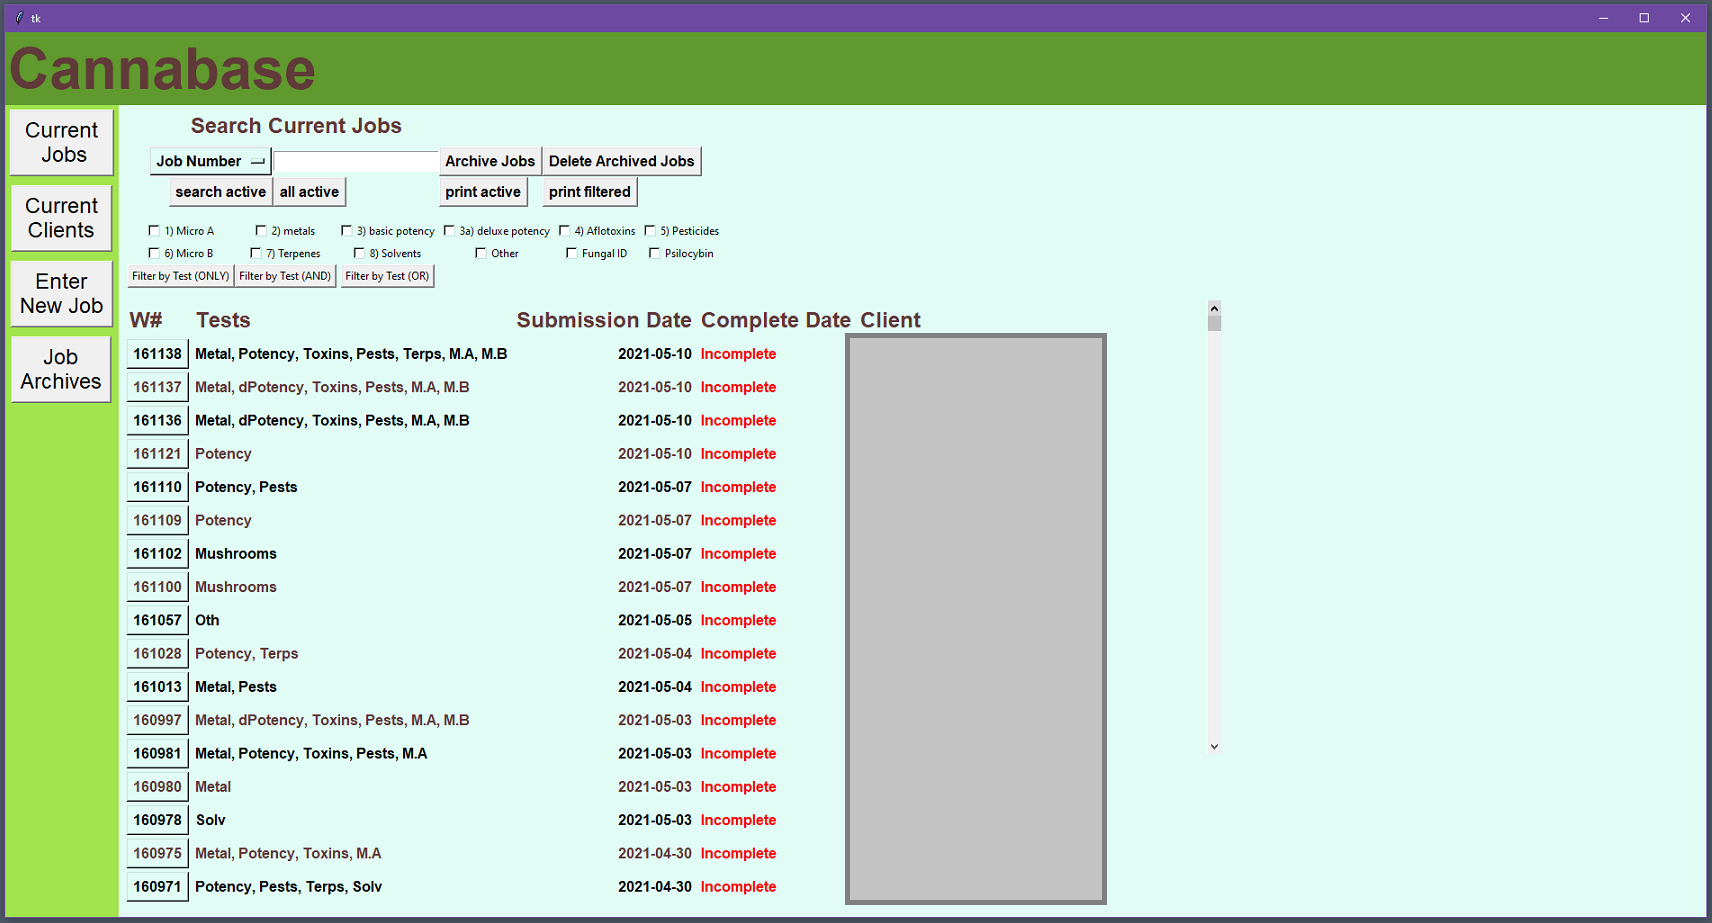 tk
Cannabase
Current Jobs
Current Clients
Enter New Job
Job Archives
Search Current Jobs
Job Number Archive Jobs Delete Archived Jobs
search active all active print active print filtered
1) Micro A 2) metals 3) basic potency 3a) deluxe potency 4) Aflotoxins 5) Pesticides
6) Micro B 7) Terpenes 8) Solvents Other Fungal ID Psilocybin
Filter by Test (ONLY) Filter by Test (AND) Filter by Test (OR)
W# Tests Submission Date Complete Date Client
161138 Metal, Potency, Toxins, Pests, Terps, M.A, M.B 2021-05-10 Incomplete
161137 Metal, dPotency, Toxins, Pests, M.A, M.B 2021-05-10 Incomplete
161136 Metal, dPotency, Toxins, Pests, M.A, M.B 2021-05-10 Incomplete
161121 Potency 2021-05-10 Incomplete
161110 Potency, Pests 2021-05-07 Incomplete
161109 Potency 2021-05-07 Incomplete
161102 Mushrooms 2021-05-07 Incomplete
161100 Mushrooms 2021-05-07 Incomplete
161057 Oth 2021-05-05 Incomplete
161028 Potency, Terps 2021-05-04 Incomplete
161013 Metal, Pests 2021-05-04 Incomplete
160997 Metal, dPotency, Toxins, Pests, M.A, M.B 2021-05-03 Incomplete
160981 Metal, Potency, Toxins, Pests, M.A 2021-05-03 Incomplete
160980 Metal 2021-05-03 Incomplete
160978 Solv 2021-05-03 Incomplete
160975 Metal, Potency, Toxins, M.A 2021-04-30 Incomplete
160971 Potency, Pests, Terps, Solv 2021-04-30 Incomplete